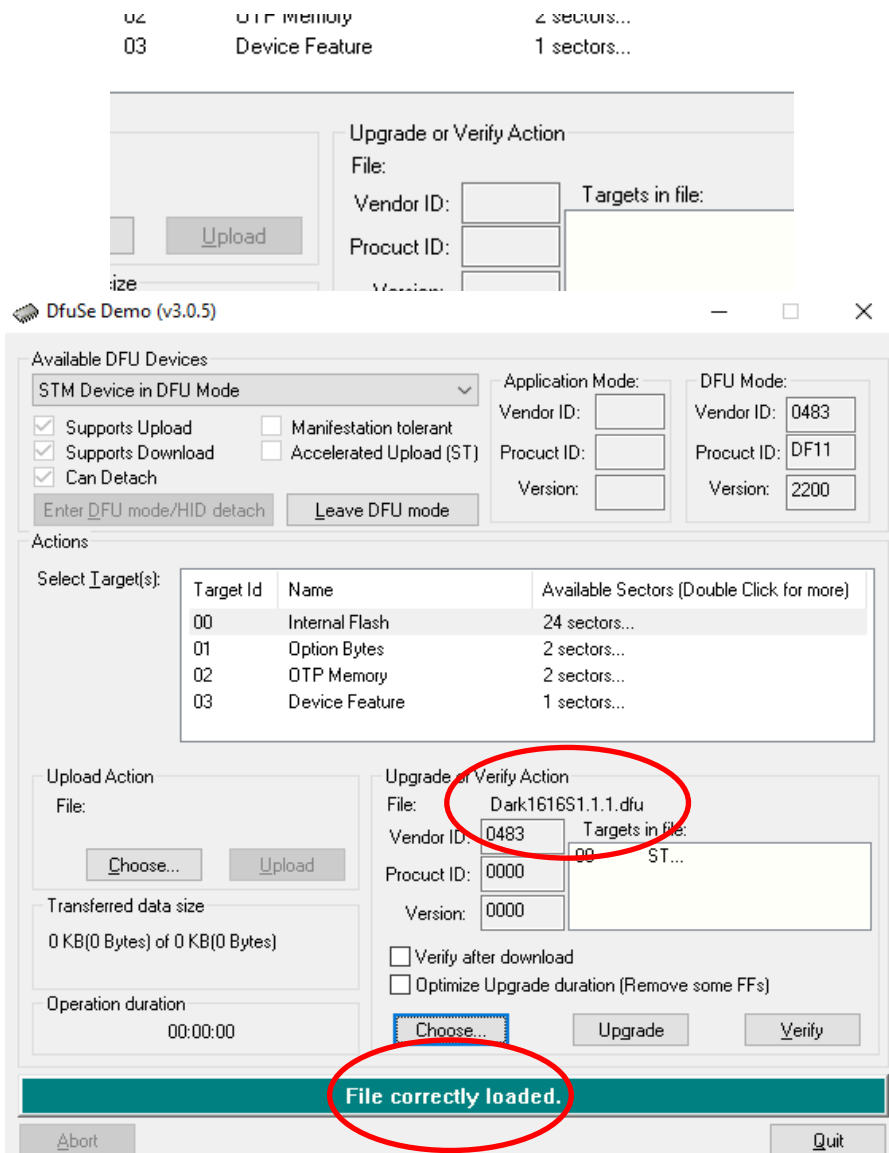 02 OTP Memory 2 sectors...
03 Device Feature 1 sectors...
Upgrade or Verify Action
File:
Vendor ID:
Targets in file:
Upload
Procuct ID:
size
Version:
DfuSe Demo (v3.0.5)
Available DFU Devices
STM Device in DFU Mode
Supports Upload
Manifestation tolerant
Supports Download
Accelerated Upload (ST)
Can Detach
Enter DFU mode/HID detach
Leave DFU mode
Application Mode:
Vendor ID:
Procuct ID:
Version:
DFU Mode:
Vendor ID: 0483
Procuct ID: DF11
Version: 2200
Actions
Select Target(s):
Target Id Name Available Sectors (Double Click for more)
00 Internal Flash 24 sectors...
01 Option Bytes 2 sectors...
02 OTP Memory 2 sectors...
03 Device Feature 1 sectors...
Upload Action
File:
Choose...
Upload
Transferred data size
0 KB(0 Bytes) of 0 KB(0 Bytes)
Operation duration
00:00:00
Upgrade or Verify Action
File: Dark1616S1.1.1.dfu
Vendor ID: 0483
Targets in file:
00 ST...
Procuct ID: 0000
Version: 0000
Verify after download
Optimize Upgrade duration (Remove some FFs)
Choose...
Upgrade
Verify
File correctly loaded.
Abort
Quit